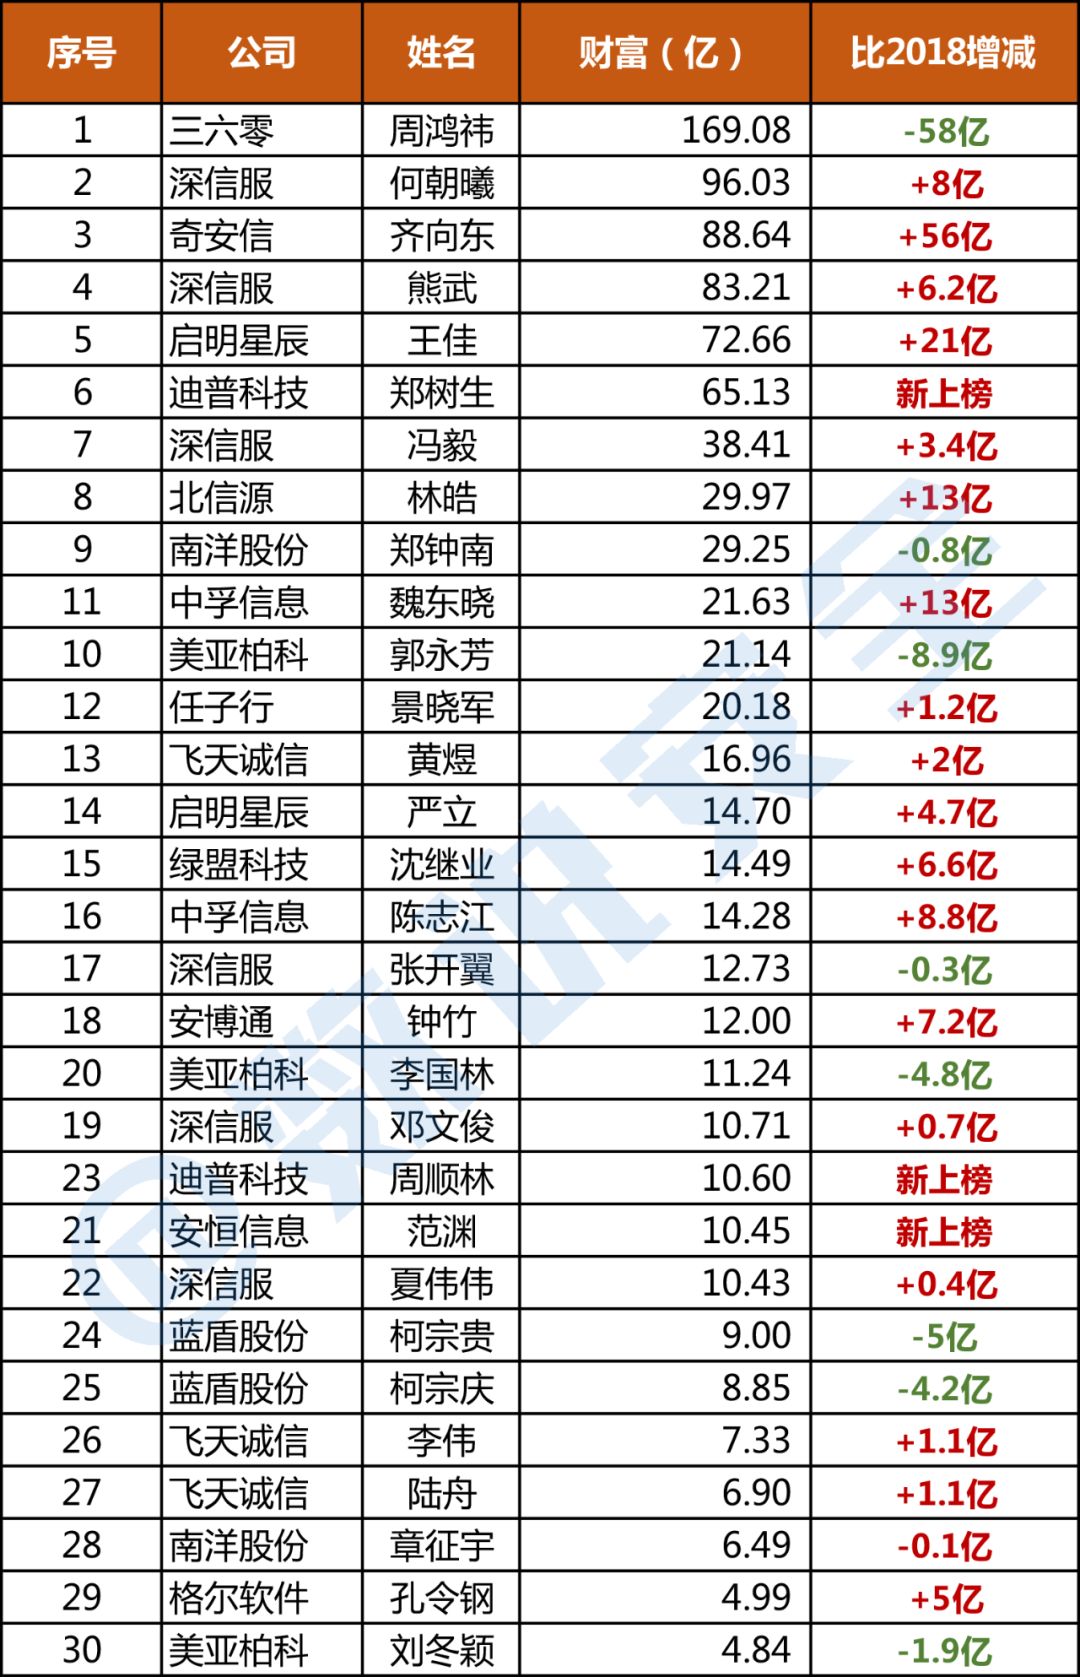 序号 公司 姓名 财富（亿） 比2018增减
1 三六零 周鸿祎 169.08 -58亿
2 深信服 何朝曦 96.03 +8亿
3 奇安信 齐向东 88.64 +56亿
4 深信服 熊武 83.21 +6.2亿
5 启明星辰 王佳 72.66 +21亿
6 迪普科技 郑树生 65.13 新上榜
7 深信服 冯毅 38.41 +3.4亿
8 北信源 林皓 29.97 +13亿
9 南洋股份 郑钟南 29.25 -0.8亿
11 中孚信息 魏东晓 21.63 +13亿
10 美亚柏科 郭永芳 21.14 -8.9亿
12 任子行 景晓军 20.18 +1.2亿
13 飞天诚信 黄煜 16.96 +2亿
14 启明星辰 严立 14.70 +4.7亿
15 绿盟科技 沈继业 14.49 +6.6亿
16 中孚信息 陈志江 14.28 +8.8亿
17 深信服 张开翼 12.73 -0.3亿
18 安博通 钟竹 12.00 +7.2亿
20 美亚柏科 李国林 11.24 -4.8亿
19 深信服 邓文俊 10.71 +0.7亿
23 迪普科技 周顺林 10.60 新上榜
21 安恒信息 范渊 10.45 新上榜
22 深信服 夏伟伟 10.43 +0.4亿
24 蓝盾股份 柯宗贵 9.00 -5亿
25 蓝盾股份 柯宗庆 8.85 -4.2亿
26 飞天诚信 李伟 7.33 +1.1亿
27 飞天诚信 陆舟 6.90 +1.1亿
28 南洋股份 章征宇 6.49 -0.1亿
29 格尔软件 孔令钢 4.99 +5亿
30 美亚柏科 刘冬颖 4.84 -1.9亿
@数说安全